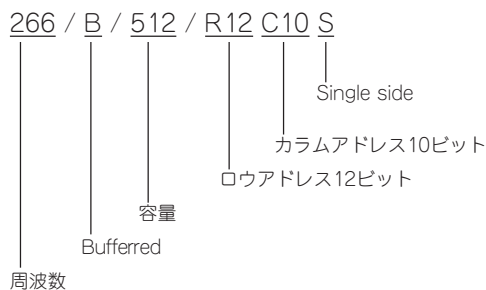 266 / B / 512 / R12 C10 S
Single side
カラムアドレス10ビット
ロウアドレス12ビット
容量
Bufferred
周波数